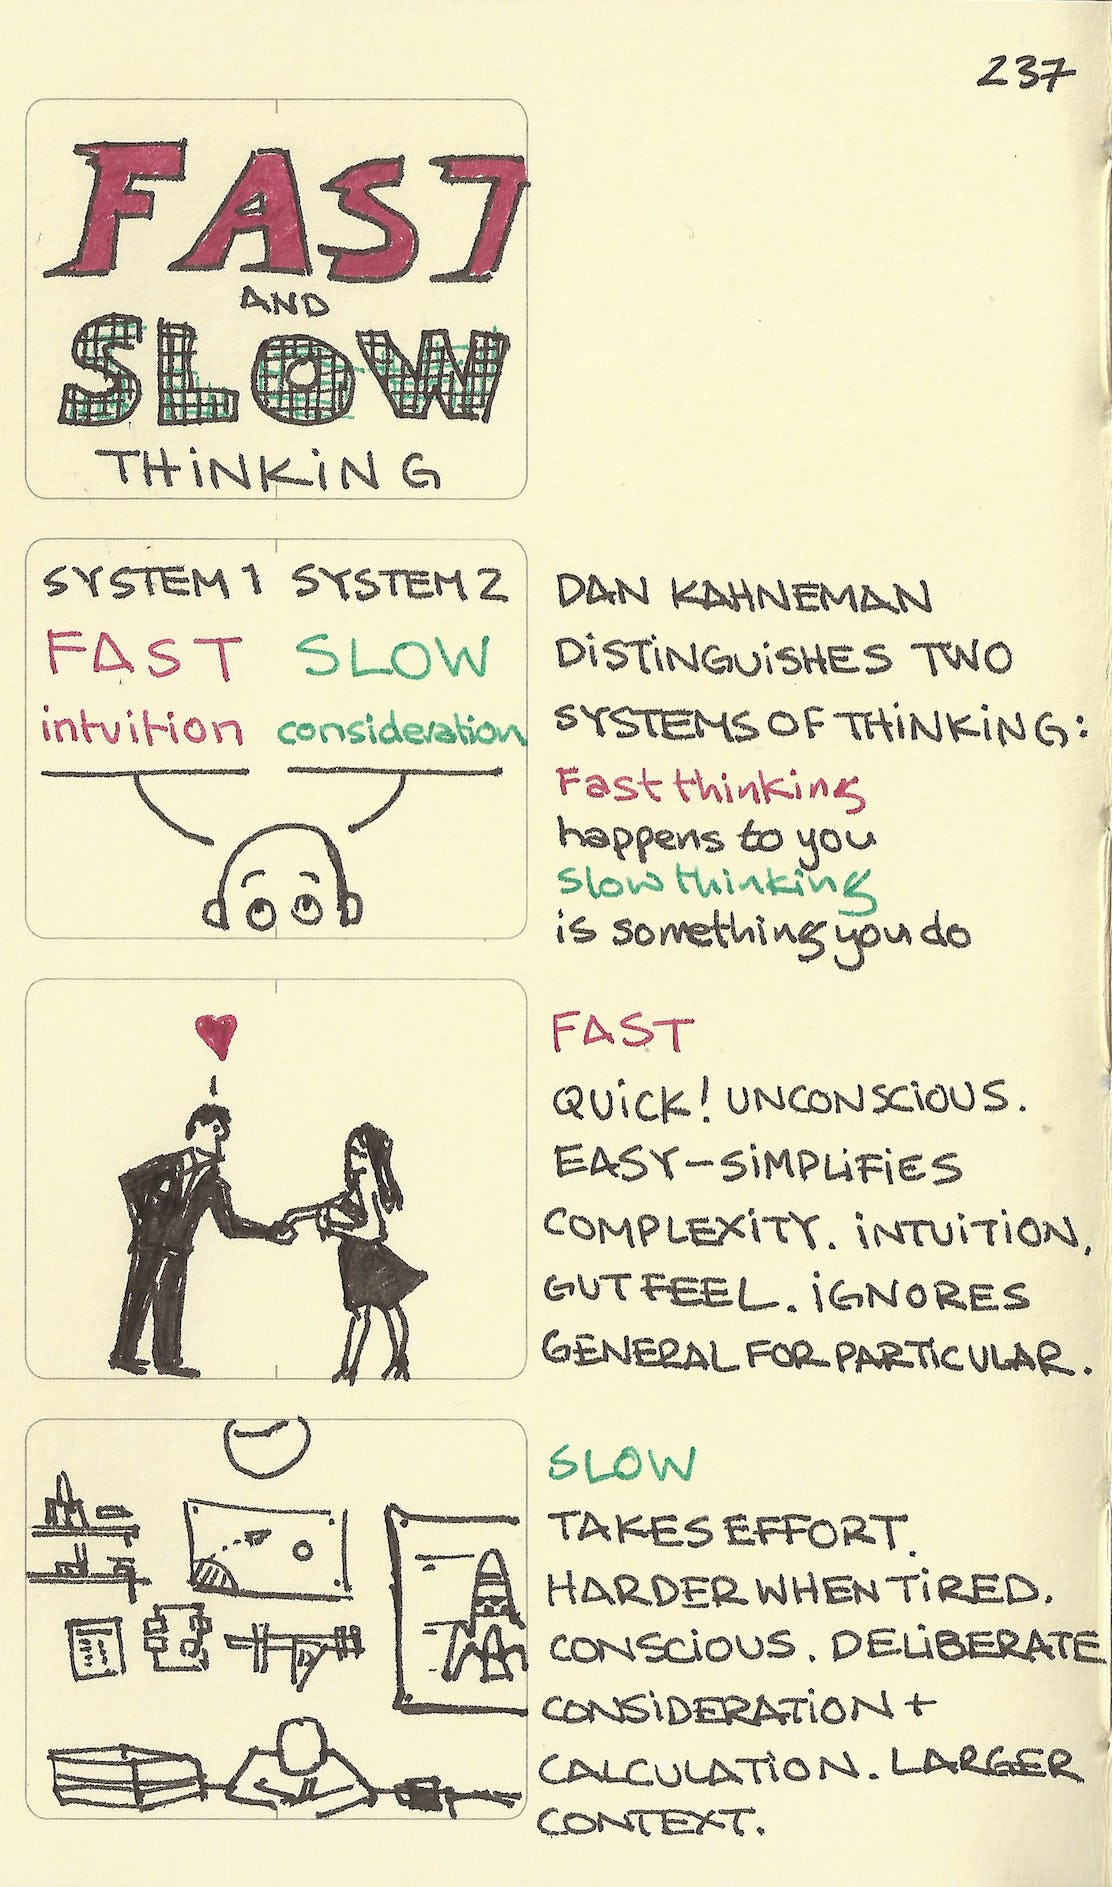 237
FAST
AND
SLOW
THiNKiNG
SYSTEM 1 SYSTEM 2
FAST SLOW
intuition consideration
DAN KAHNEMAN
DiSTiNGUiSHES TWO
SYSTEMS OF THiNKiNG:
Fast thinking
happens to you
slow thinking
is something you do
FAST
QUiCK! UNCONSCiOUS.
EASY-SiMPLiFiES
COMPLEXiTY. iNTUiTiON,
GUT FEEL. iGNORES
GENERAL FOR PARTiCULAR.
SLOW
TAKES EFFORT.
HARDER WHEN TiRED.
CONSCiOUS. DELiBERATE
CONSiDERATiON +
CALCULATiON. LARGER
CONTEXT.